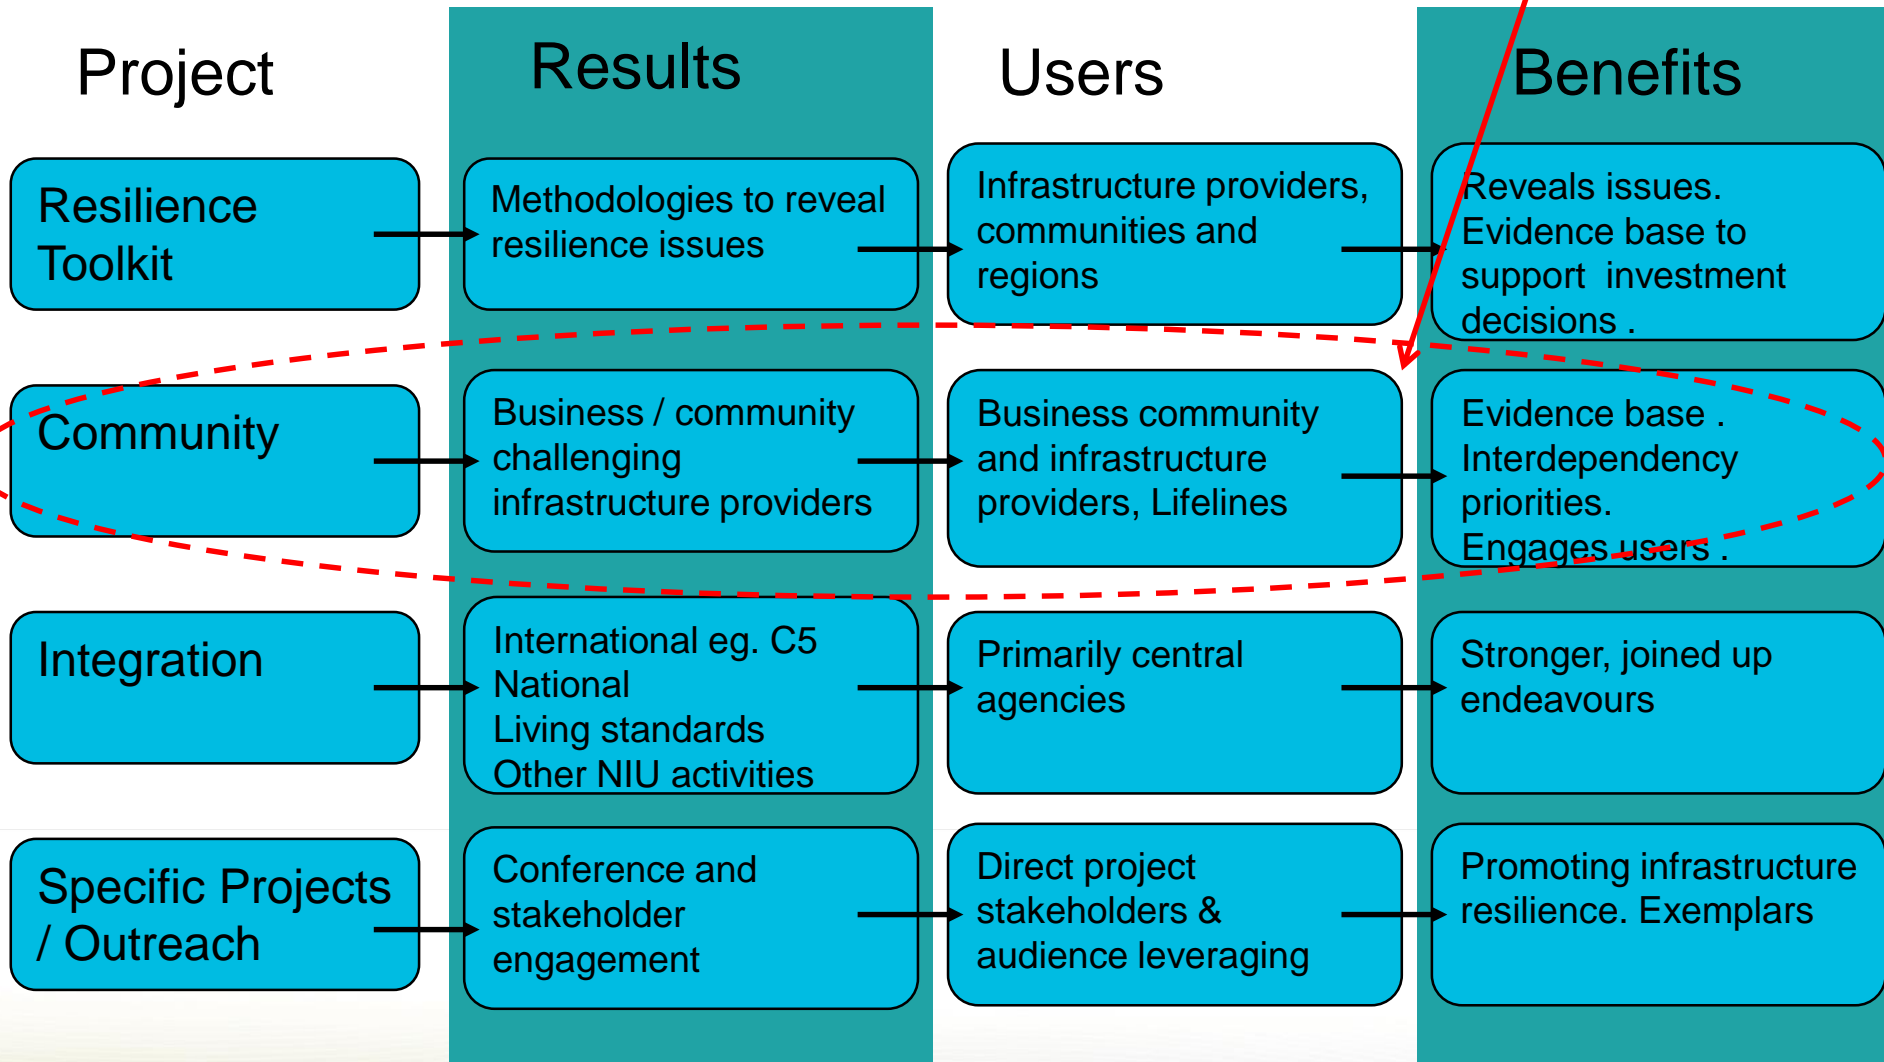 Project
Results
Users
Benefits
Resilience
Toolkit
Methodologies to reveal
resilience issues
Infrastructure providers,
communities and
regions
Reveals issues.
Evidence base to
support  investment
decisions .
Community
Business / community
challenging
infrastructure providers
Business community
and infrastructure
providers, Lifelines
Evidence base .
Interdependency
priorities.
Engages users .
Integration
International eg. C5
National
Living standards
Other NIU activities
Primarily central
agencies
Stronger, joined up
endeavours
Specific Projects
/ Outreach
Conference and
stakeholder
engagement
Direct project
stakeholders &
audience leveraging
Promoting infrastructure
resilience. Exemplars